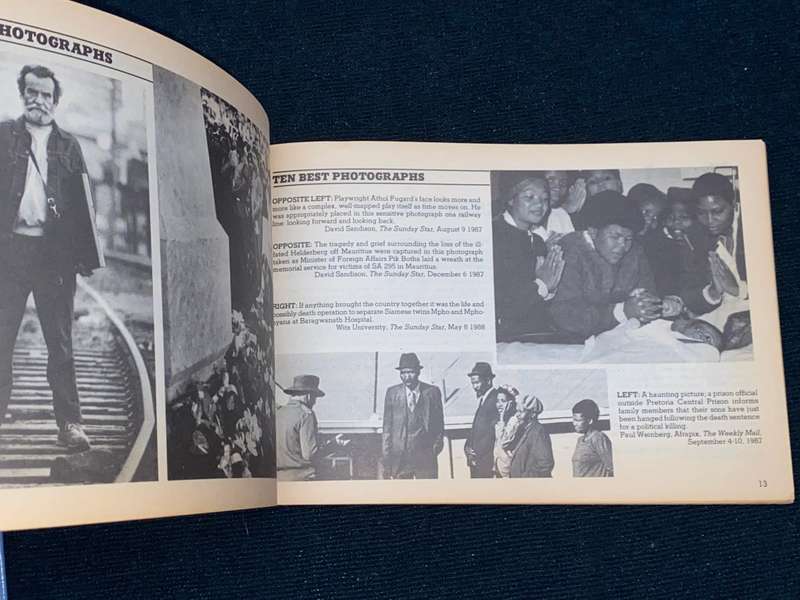 HOTOGRAPHS
TEN BEST PHOTOGRAPHS
OPPOSITE LEFT: Playwright Athol Fugard's face looks more and
more like a complex, well-mapped play itself as time moves on. He
was appropriately placed in this sensitive photograph one railway
line: looking forward and looking back.
David Sandison, The Sunday Star, August 9 1987
OPPOSITE: The tragedy and grief surrounding the loss of the ill-
fated Helderberg off Mauritius were captured in this photograph
taken as Minister of Foreign Affairs Pik Botha laid a wreath at the
memorial service for victims of SA 295 in Mauritius.
David Sandison, The Sunday Star, December 6 1987
RIGHT: If anything brought the country together it was the life and
possibly death operation to separate Siamese twins Mpho and Mpho-
nyana at Baragwanath Hospital.
Wits University, The Sunday Star, May 6 1988
LEFT: A haunting picture; a prison official
outside Pretoria Central Prison informs
family members that their sons have just
been hanged following the death sentence
for a political killing.
Paul Weinberg, Afrapix, The Weekly Mail,
September 4-10, 1987
13